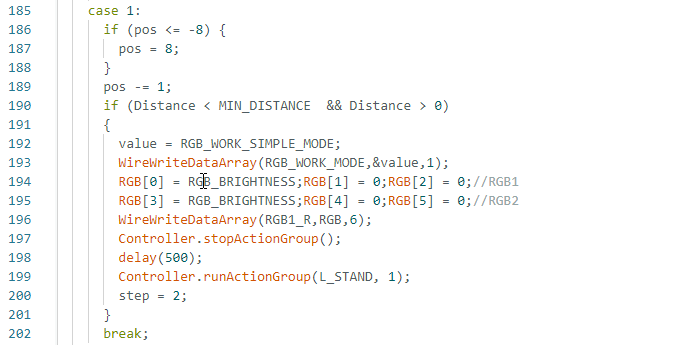 185 case 1:
186 if (pos <= -8) {
187 pos = 8;
188 }
189 pos -= 1;
190 if (Distance < MIN_DISTANCE  && Distance > 0)
191 {
192 value = RGB_WORK_SIMPLE_MODE;
193 WireWriteDataArray(RGB_WORK_MODE,&value,1);
194 RGB[0] = RGB_BRIGHTNESS;RGB[1] = 0;RGB[2] = 0;//RGB1
195 RGB[3] = RGB_BRIGHTNESS;RGB[4] = 0;RGB[5] = 0;//RGB2
196 WireWriteDataArray(RGB1_R,RGB,6);
197 Controller.stopActionGroup();
198 delay(500);
199 Controller.runActionGroup(L_STAND, 1);
200 step = 2;
201 }
202 break;